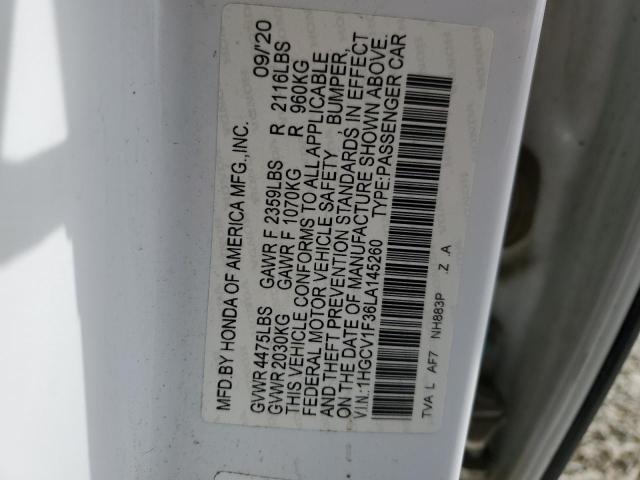 MFD.BY HONDA OF AMERICA MFG.,INC. 09/'20
GVWR 4475LBS GAWR F 2359LBS R 2116LBS
GVWR 2030KG GAWR F 1070KG R 960KG
THIS VEHICLE CONFORMS TO ALL APPLICABLE
FEDERAL MOTOR VEHICLE SAFETY , BUMPER,
AND THEFT PREVENTION STANDARDS IN EFFECT
ON THE DATE OF MANUFACTURE SHOWN ABOVE.
V.I.N.:1HGCV1F36LA145260 TYPE:PASSENGER CAR
TVA L AF7 NH883P Z A